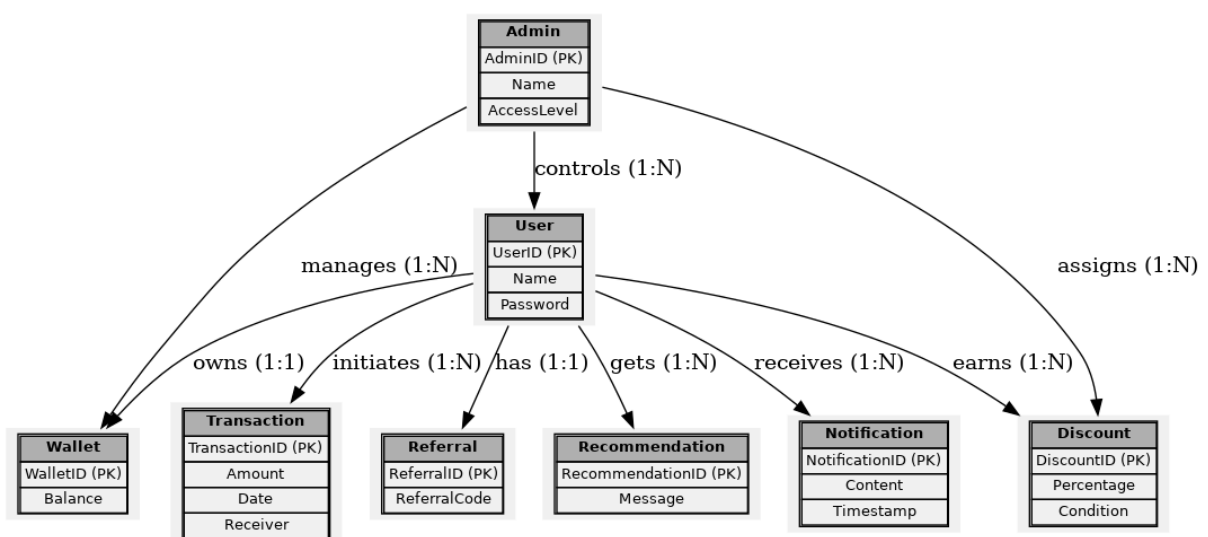 Admin
AdminID (PK)
Name
AccessLevel
controls (1:N)
User
UserID (PK)
Name
Password
manages (1:N)
assigns (1:N)
owns (1:1)
initiates (1:N)
has (1:1)
gets (1:N)
receives (1:N)
earns (1:N)
Wallet
WalletID (PK)
Balance
Transaction
TransactionID (PK)
Amount
Date
Receiver
Referral
ReferralID (PK)
ReferralCode
Recommendation
RecommendationID (PK)
Message
Notification
NotificationID (PK)
Content
Timestamp
Discount
DiscountID (PK)
Percentage
Condition